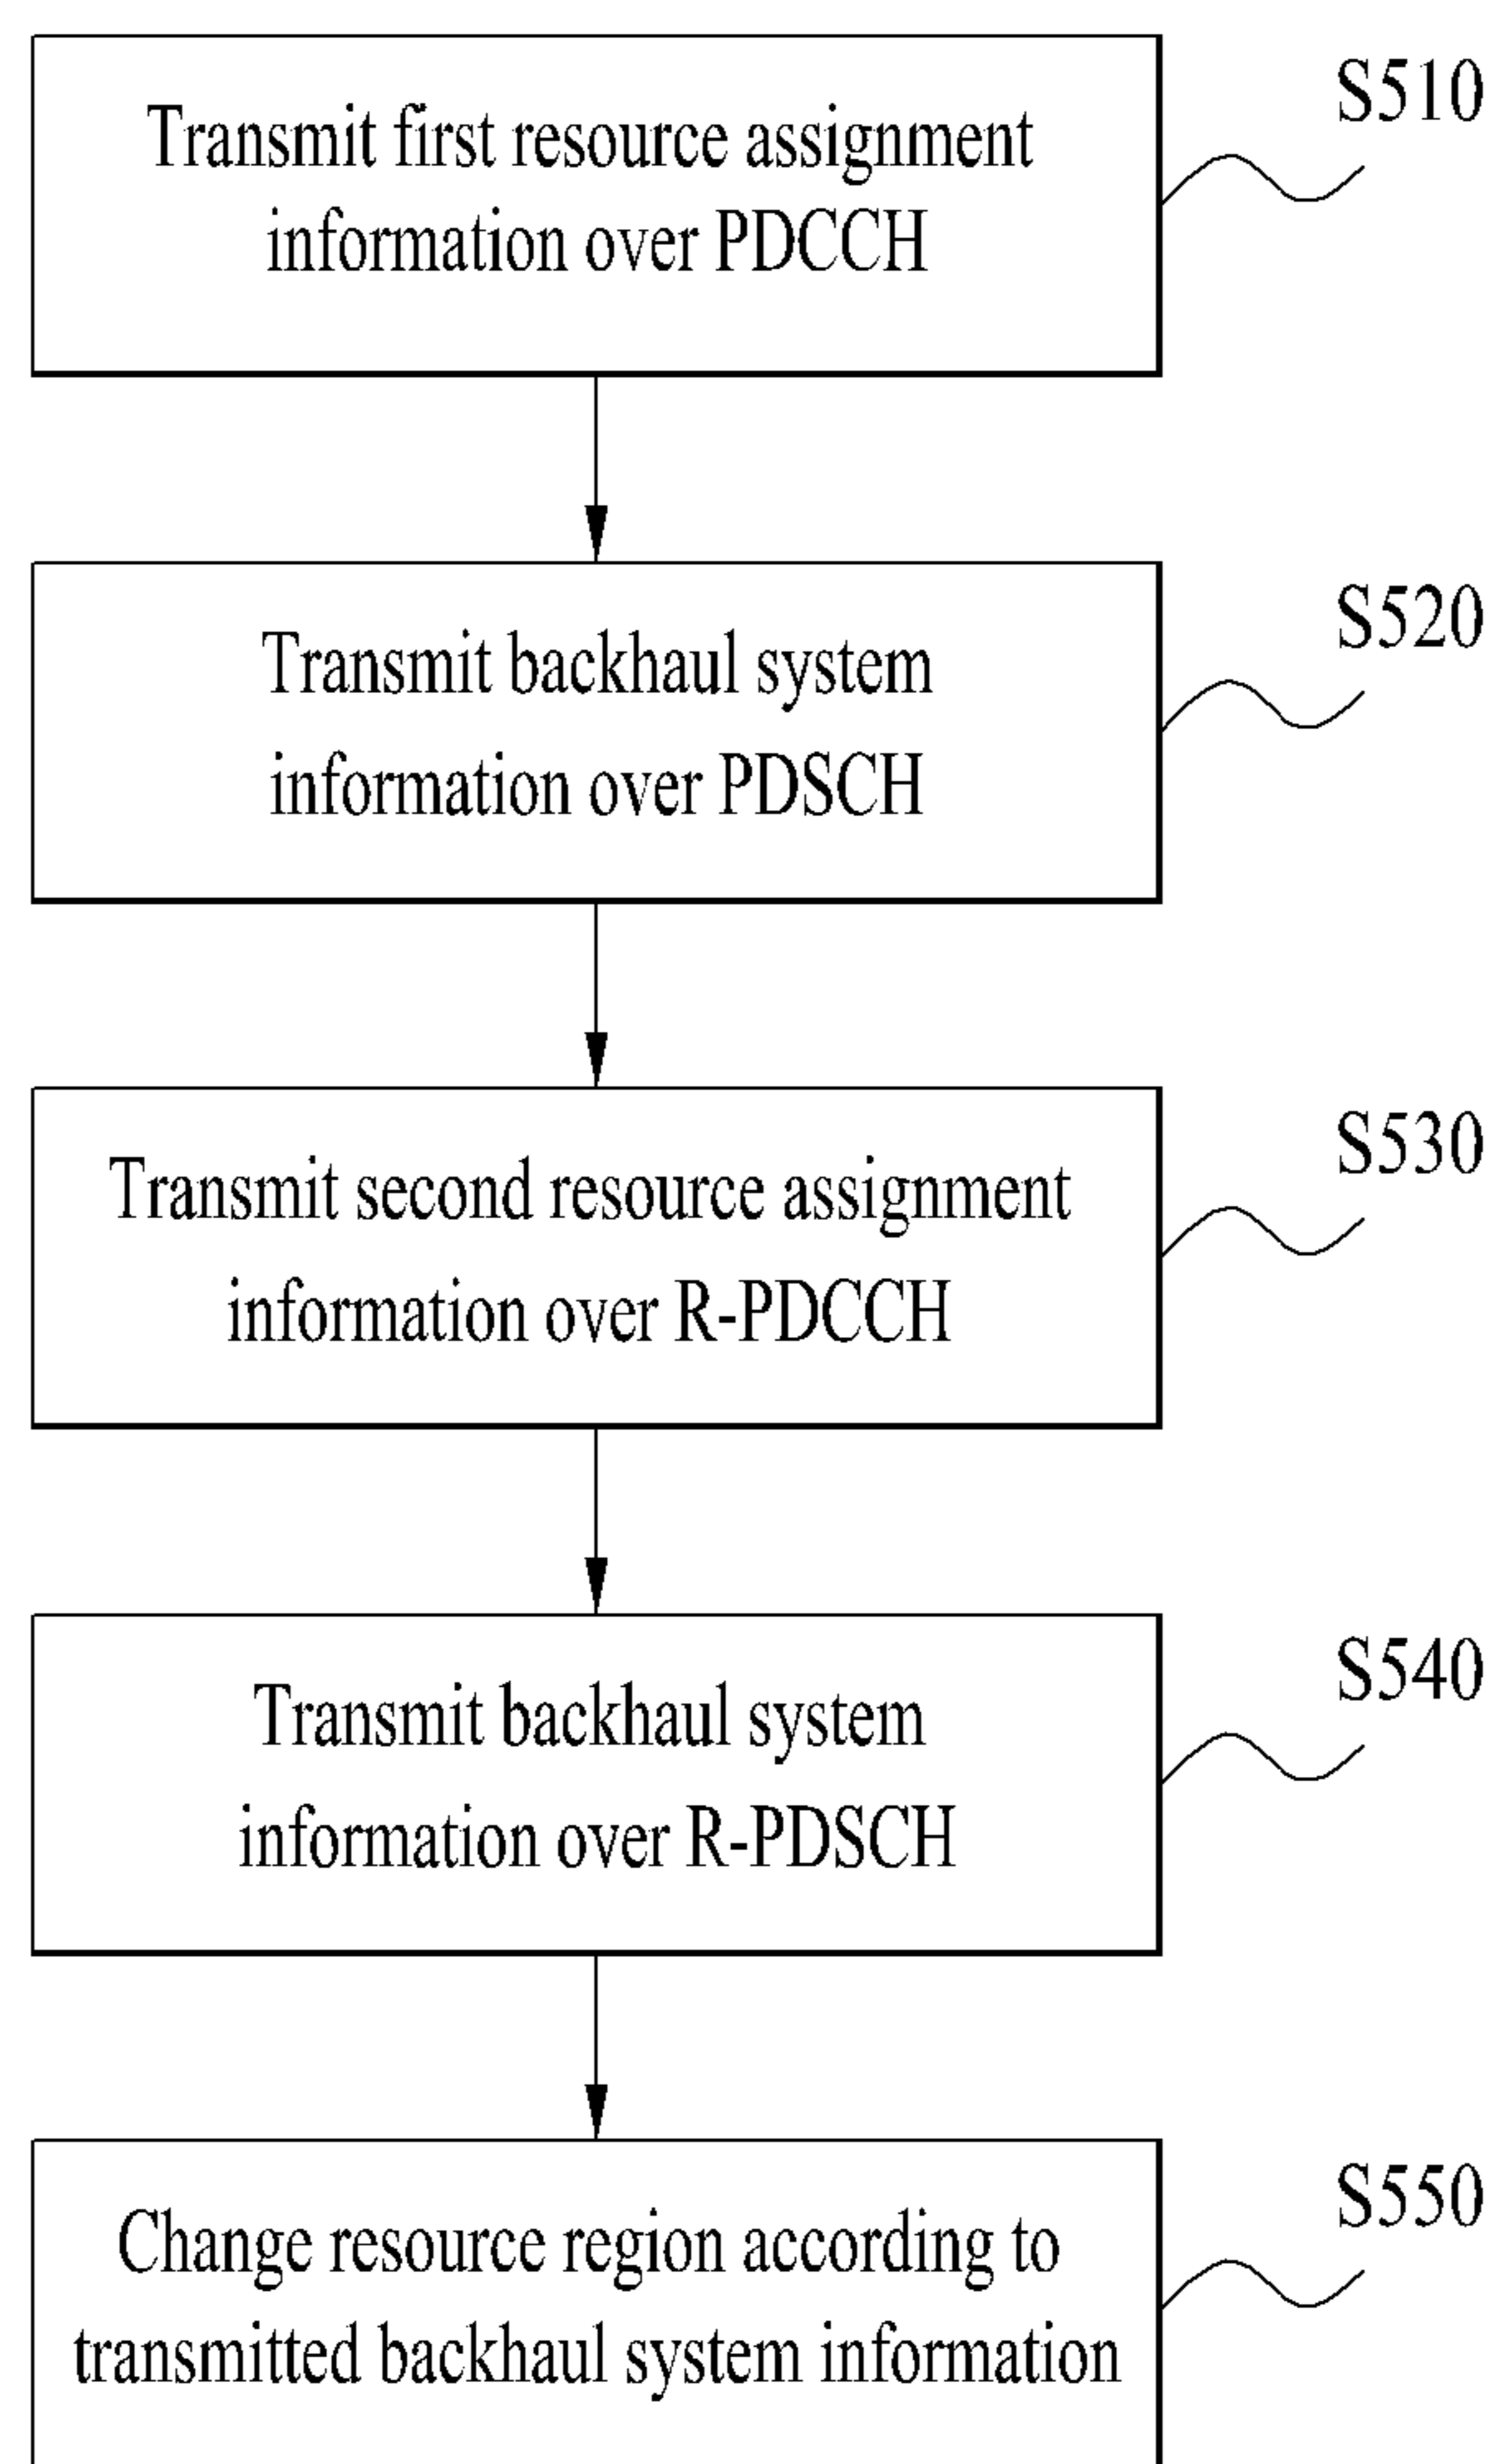 Transmit first resource assignment
information over PDCCH
S510
Transmit backhaul system
information over PDSCH
S520
Transmit second resource assignment
information over R-PDCCH
S530
Transmit backhaul system
information over R-PDSCH
S540
Change resource region according to
transmitted backhaul system information
S550